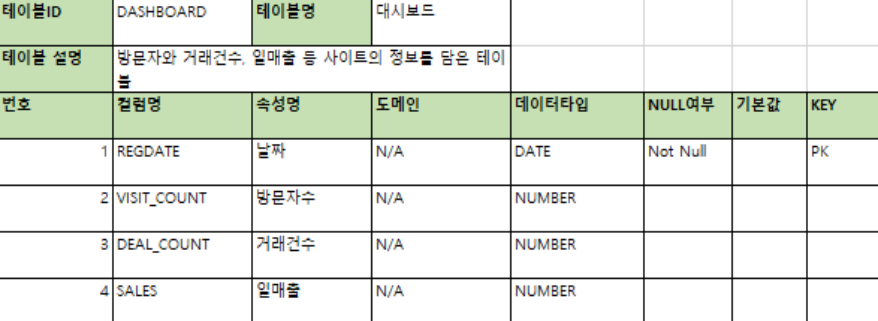 테이블ID DASHBOARD 테이블명 대시보드
테이블 설명 방문자와 거래건수, 일매출 등 사이트의 정보를 담은 테이
블
번호 컬럼명 속성명 도메인 데이터타입 NULL여부 기본값 KEY
1 REGDATE 날짜 N/A DATE Not Null PK
2 VISIT_COUNT 방문자수 N/A NUMBER
3 DEAL_COUNT 거래건수 N/A NUMBER
4 SALES 일매출 N/A NUMBER